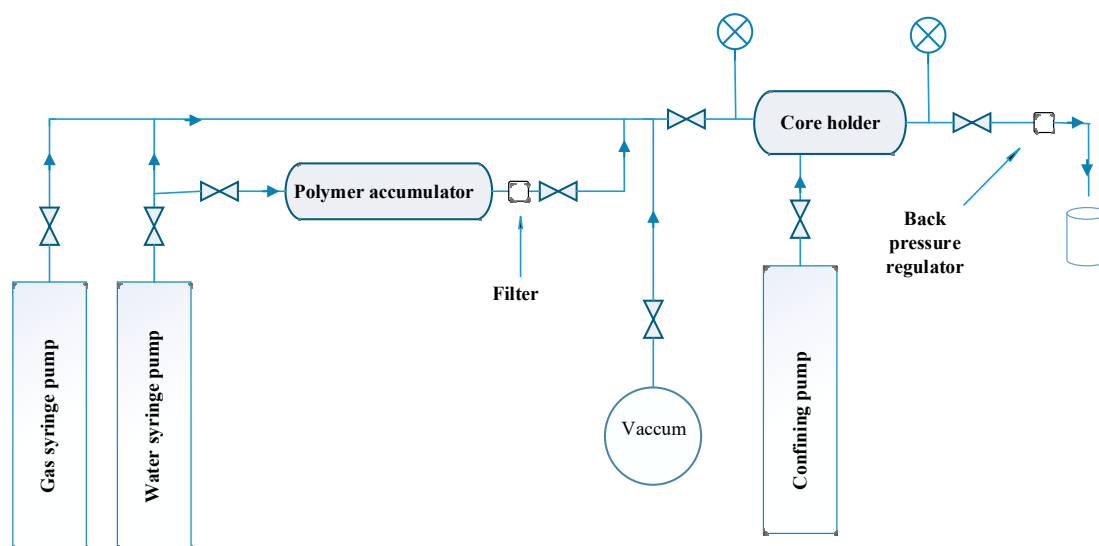 Core holder
Polymer accumulator
Back
pressure
regulator
Filter
Gas syringe pump
Water syringe pump
Vaccum
Confining pump